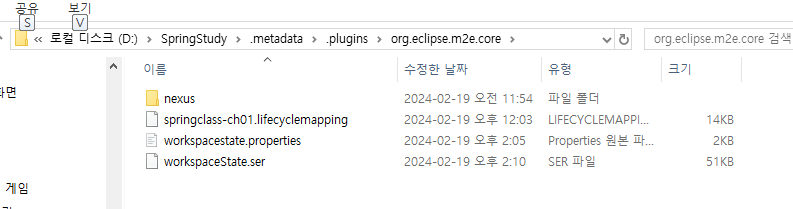 공유 보기
S V
« 로컬 디스크 (D:) > SpringStudy > .metadata > .plugins > org.eclipse.m2e.core > org.eclipse.m2e.core 검색
이름 수정한 날짜 유형 크기
nexus 2024-02-19 오전 11:54 파일 폴더
springclass-ch01.lifecyclemapping 2024-02-19 오후 12:03 LIFECYCLEMAPPI... 14KB
workspacestate.properties 2024-02-19 오후 2:05 Properties 원본 파... 2KB
workspaceState.ser 2024-02-19 오후 2:10 SER 파일 51KB
게임